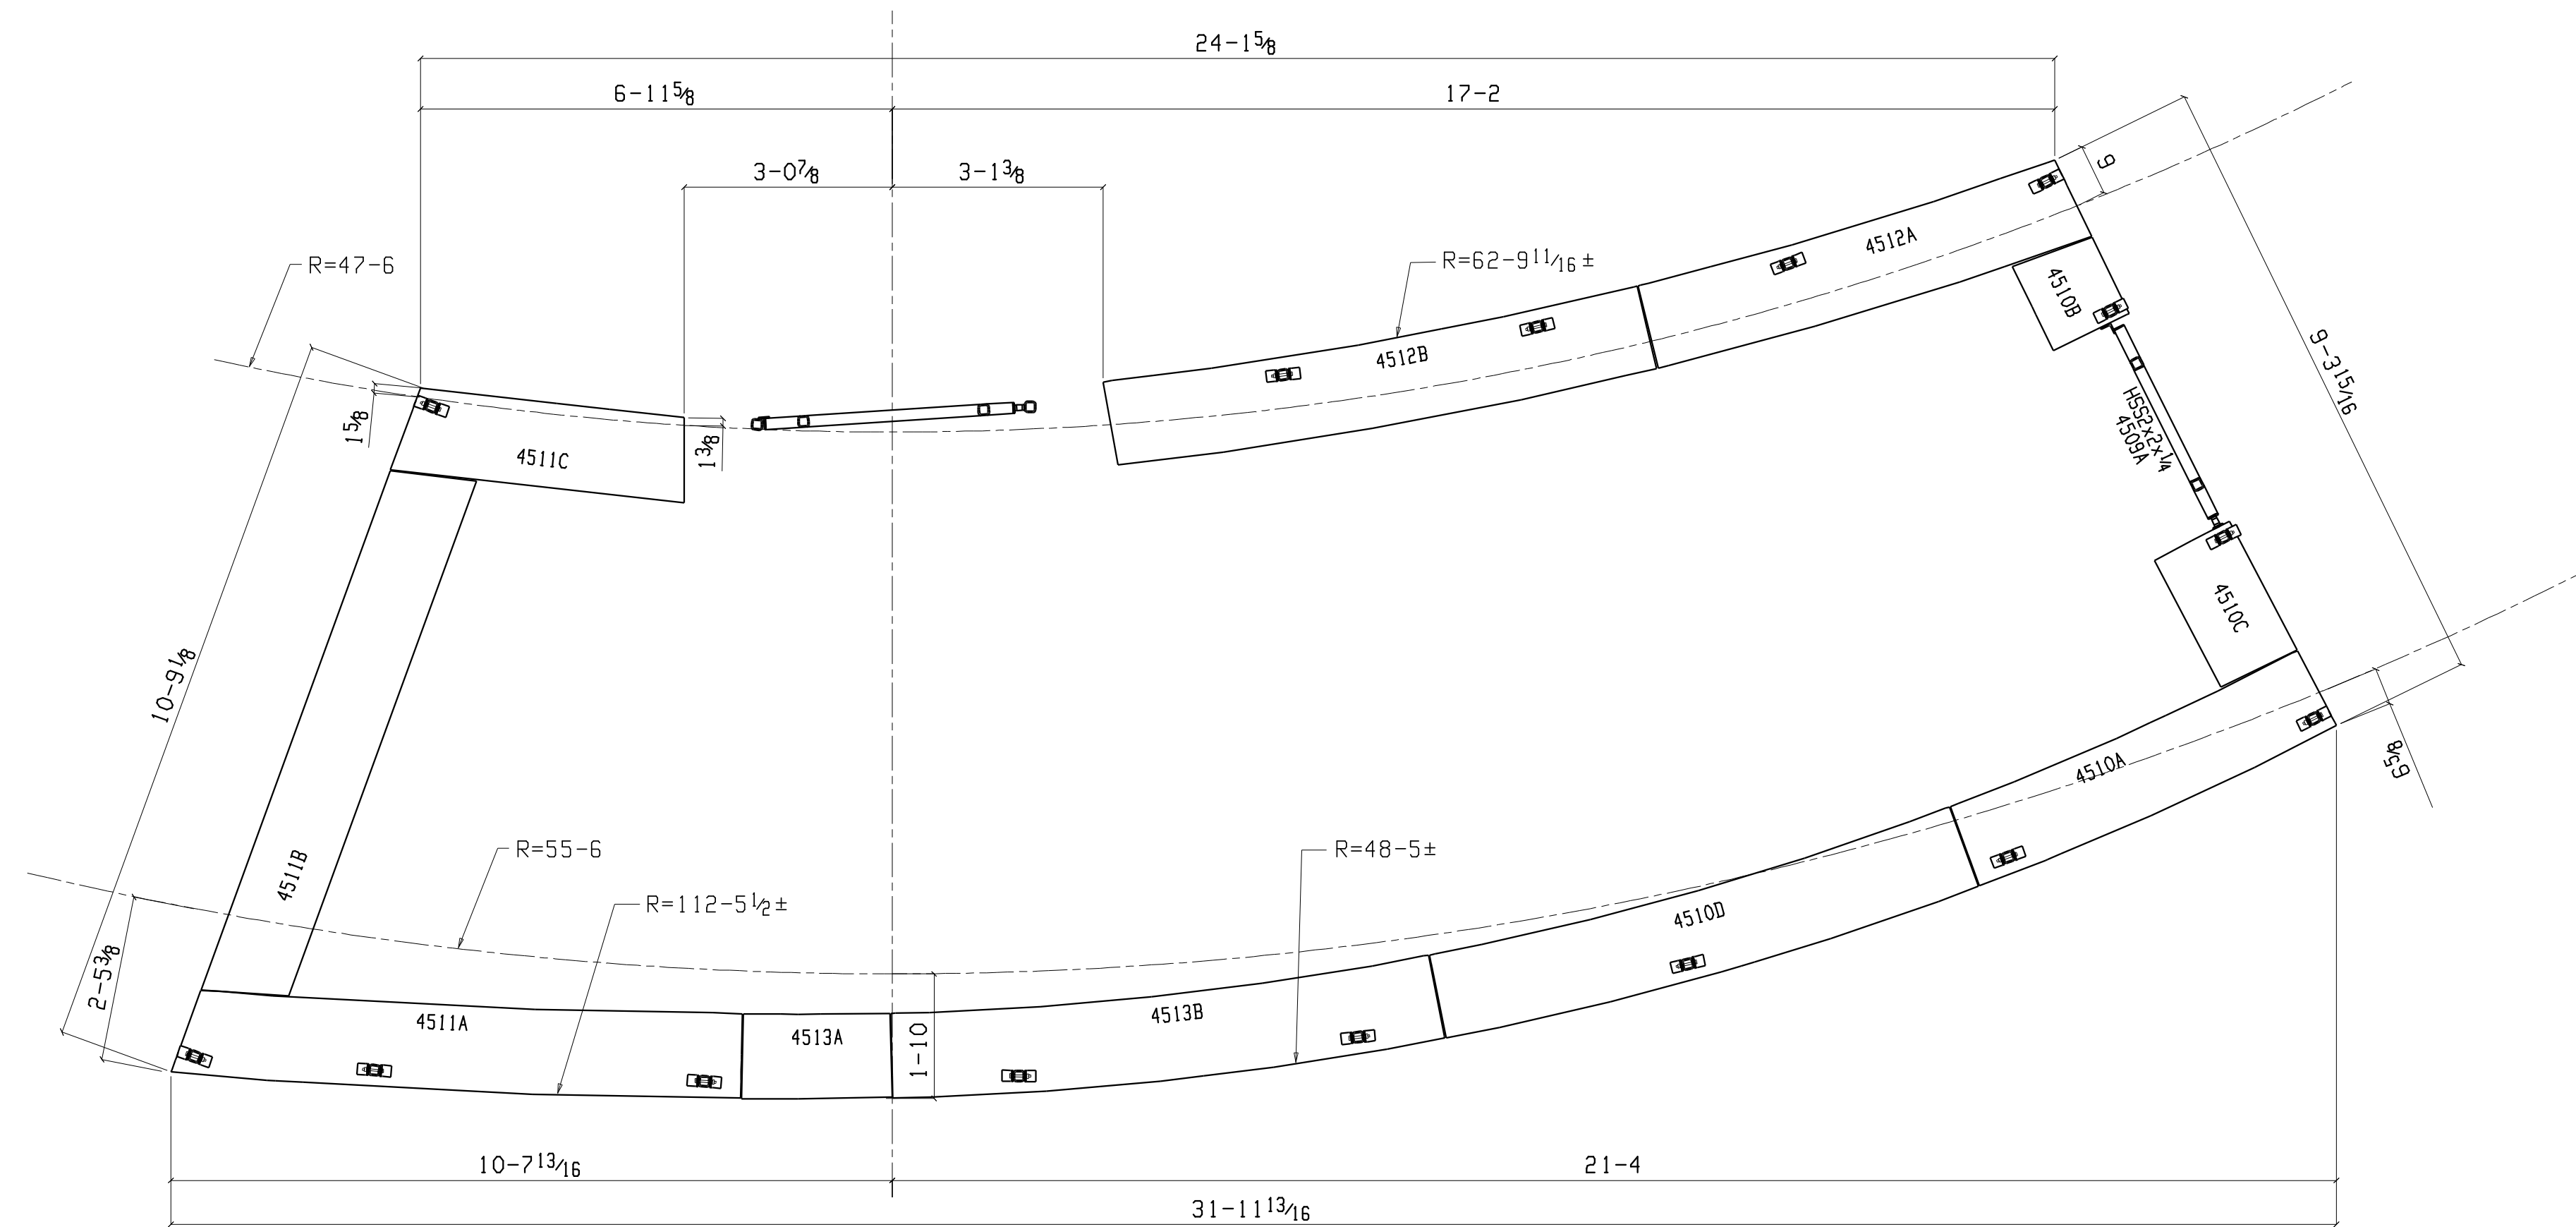 24-1 5/8
6-11 5/8
17-2
3-0 7/8
3-1 3/8
9
R=47-6
R=62-9 11/16 ±
4512A
4510B
4512B
9-3 15/16
1 5/8
1 3/8
4511C
HSS2x2x1/4
4509A
4510C
10-9 1/8
6 5/8
4510A
R=55-6
R=48-5±
4511B
R=112-5 1/2 ±
4510D
2-5 3/8
4511A
4513A
1-10
4513B
10-7 13/16
21-4
31-11 13/16